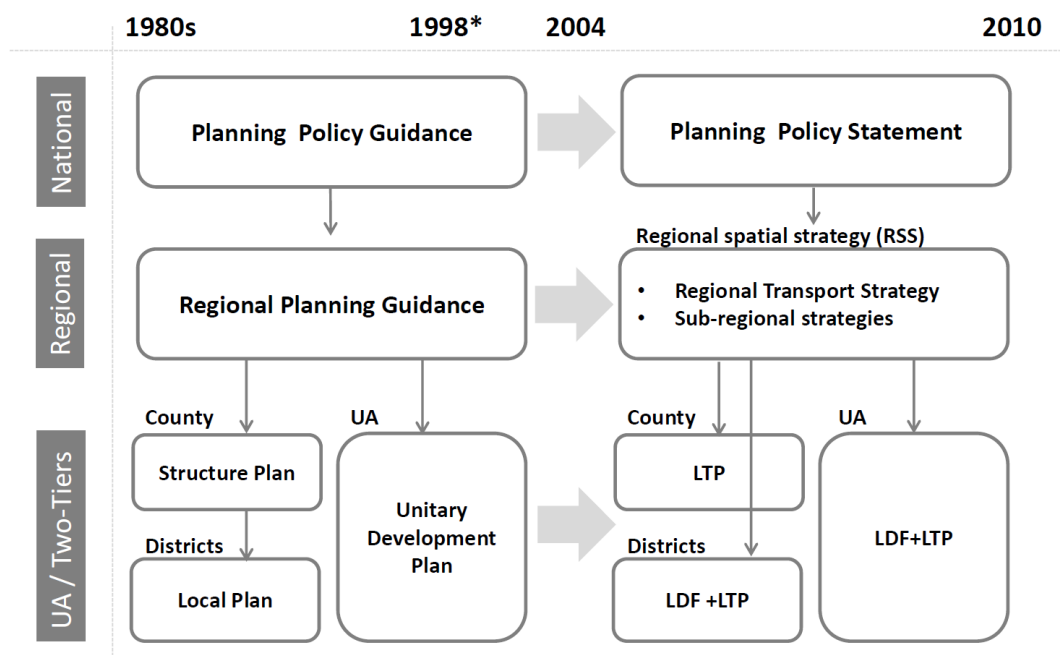 1980s
1998*
2004
2010
National
Planning Policy Guidance
Planning Policy Statement
Regional
Regional spatial strategy (RSS)
Regional Planning Guidance
• Regional Transport Strategy
• Sub-regional strategies
UA / Two-Tiers
County
UA
Structure Plan
Unitary
Development
Plan
Districts
Local Plan
County
UA
LTP
LDF+LTP
Districts
LDF +LTP